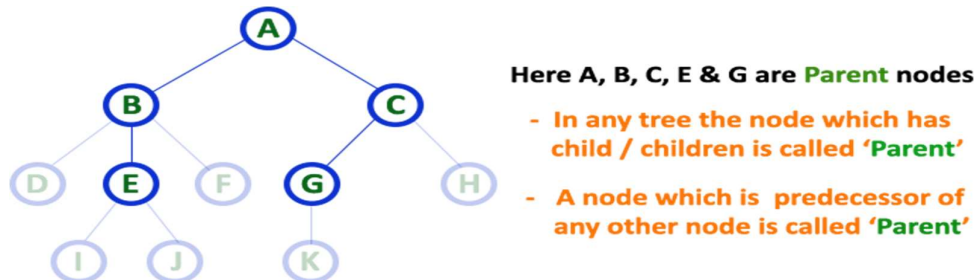 A
B
C
D
E
F
G
H
I
J
K
Here A, B, C, E & G are Parent nodes
- In any tree the node which has
child / children is called ‘Parent’
- A node which is predecessor of
any other node is called ‘Parent’